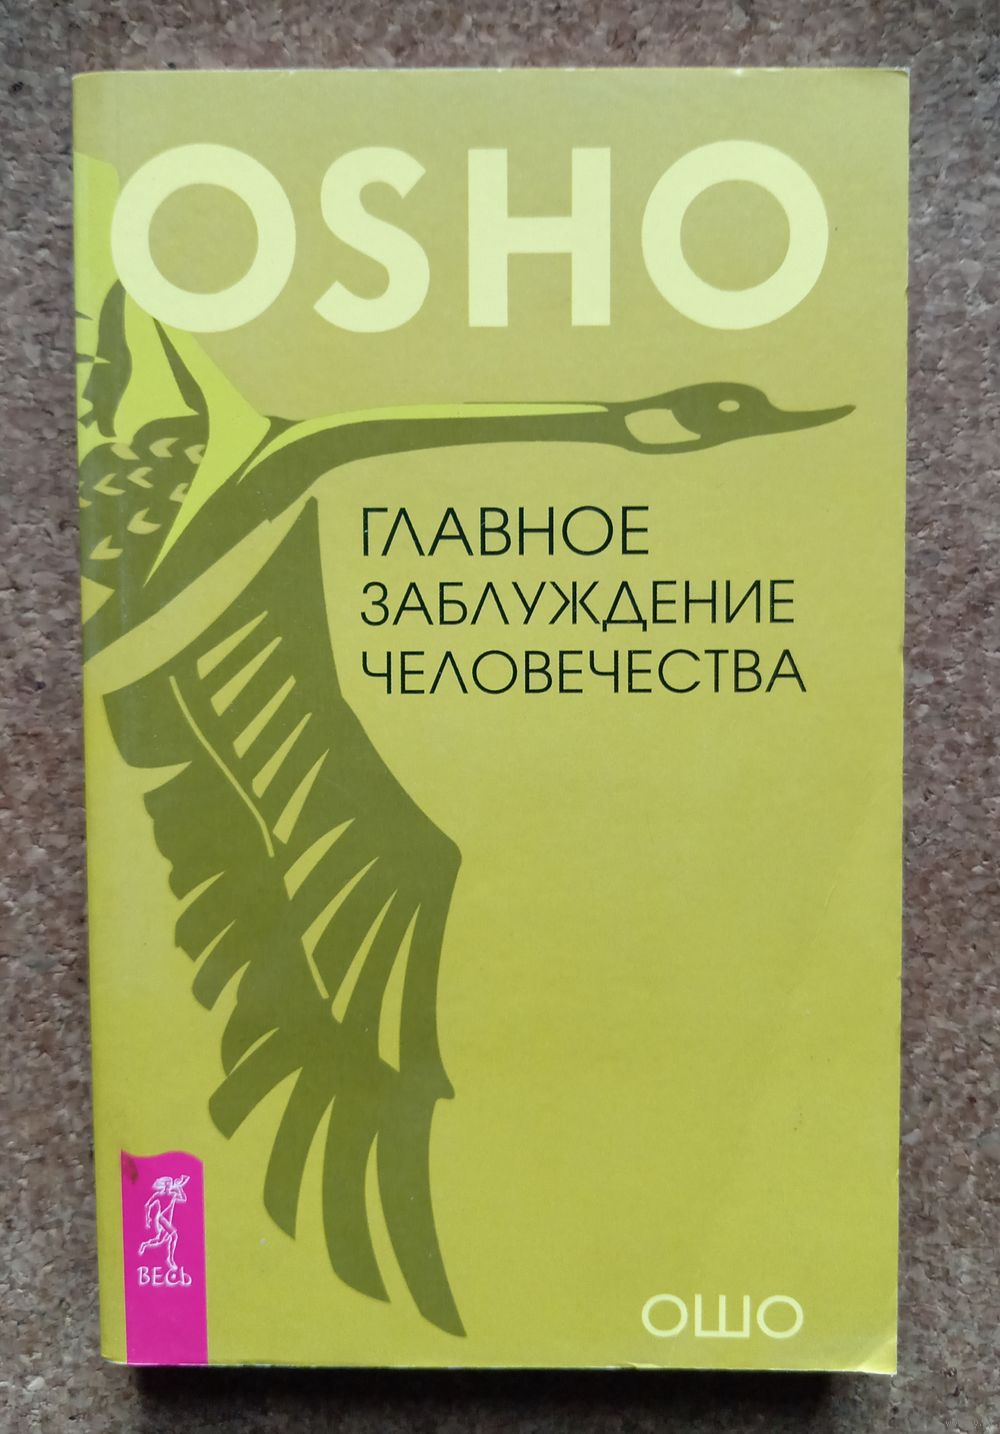 OSHO
ГЛАВНОЕ
ЗАБЛУЖДЕНИЕ
ЧЕЛОВЕЧЕСТВА
ВЕСЬ
ОШО